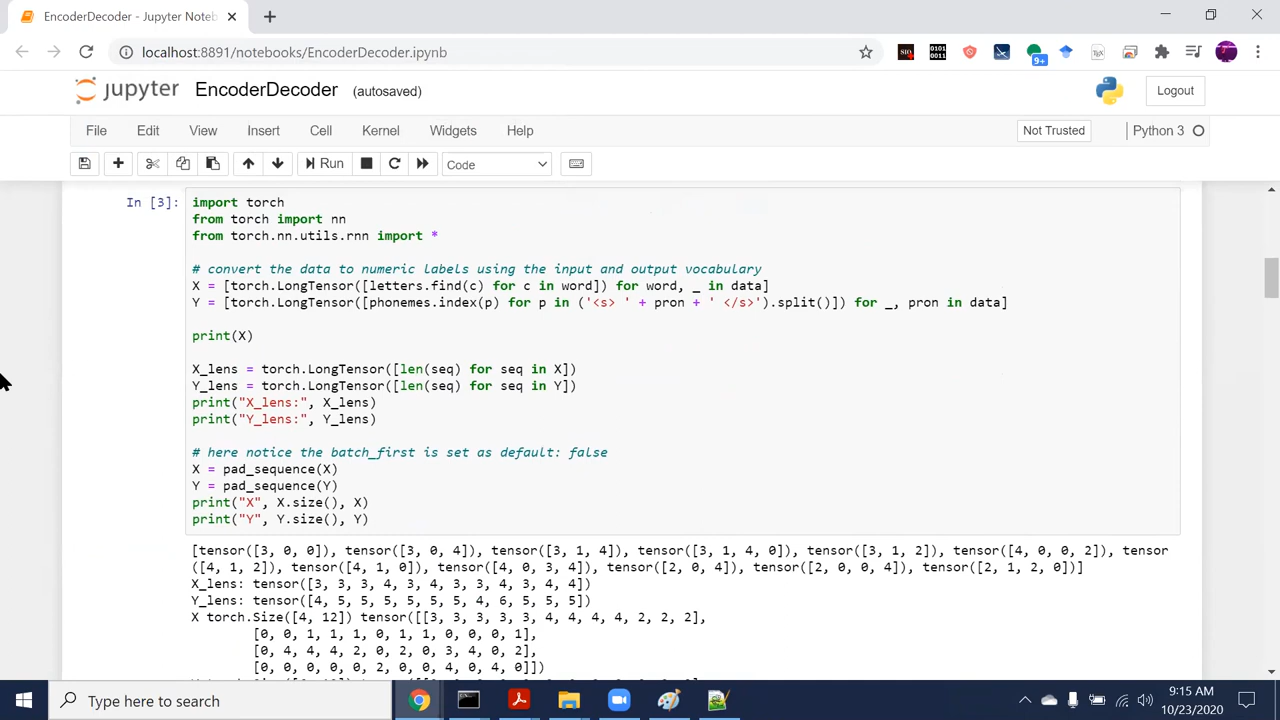 EncoderDecoder - Jupyter Noteb
localhost:8891/notebooks/EncoderDecoder.ipynb
9+
jupyter EncoderDecoder (autosaved)
Logout
File Edit View Insert Cell Kernel Widgets Help
Not Trusted
Python 3
Run
Code
In [3]:
import torch
from torch import nn
from torch.nn.utils.rnn import *
# convert the data to numeric labels using the input and output vocabulary
X = [torch.LongTensor([letters.find(c) for c in word]) for word, _ in data]
Y = [torch.LongTensor([phonemes.index(p) for p in ('<s> ' + pron + ' </s>').split()]) for _, pron in data]
print(X)
X_lens = torch.LongTensor([len(seq) for seq in X])
Y_lens = torch.LongTensor([len(seq) for seq in Y])
print("X_lens:", X_lens)
print("Y_lens:", Y_lens)
# here notice the batch_first is set as default: false
X = pad_sequence(X)
Y = pad_sequence(Y)
print("X", X.size(), X)
print("Y", Y.size(), Y)
[tensor([3, 0, 0]), tensor([3, 0, 4]), tensor([3, 1, 4]), tensor([3, 1, 4, 0]), tensor([3, 1, 2]), tensor([4, 0, 0, 2]), tensor
([4, 1, 2]), tensor([4, 1, 0]), tensor([4, 0, 3, 4]), tensor([2, 0, 4]), tensor([2, 0, 0, 4]), tensor([2, 1, 2, 0])]
X_lens: tensor([3, 3, 3, 4, 3, 4, 3, 3, 4, 3, 4, 4])
Y_lens: tensor([4, 5, 5, 5, 5, 5, 5, 4, 6, 5, 5, 5])
X torch.Size([4, 12]) tensor([[3, 3, 3, 3, 3, 4, 4, 4, 4, 2, 2, 2],
[0, 0, 1, 1, 1, 0, 1, 1, 0, 0, 0, 1],
[0, 4, 4, 4, 2, 0, 2, 0, 3, 4, 0, 2],
[0, 0, 0, 0, 0, 2, 0, 0, 4, 0, 4, 0]])
Type here to search
9:15 AM
10/23/2020